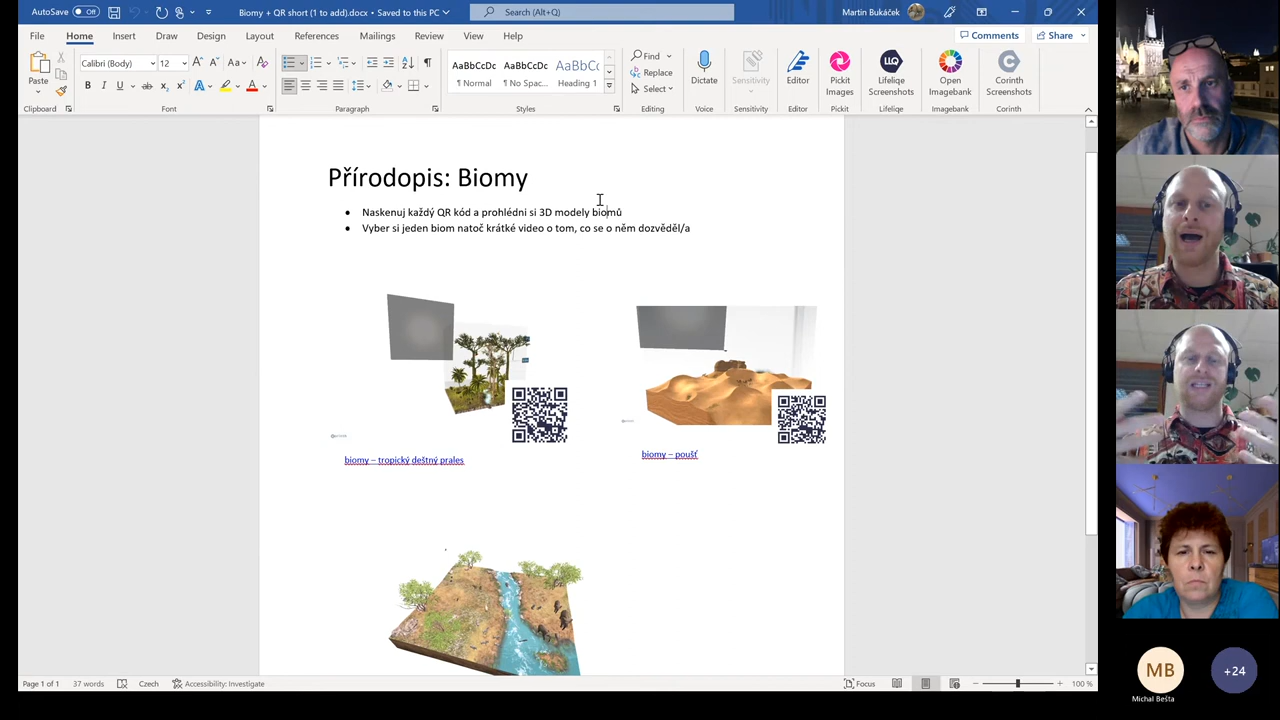 AutoSave
Off
Biomy + QR short (1 to add).docx • Saved to this PC
Search (Alt+Q)
Martin Bukáček
File Home Insert Draw Design Layout References Mailings Review View Help
Comments
Share
Paste
Calibri (Body)
12
Find
Replace
Select
AaBbCcDc AaBbCcDc AaBbCc
¶ Normal ¶ No Spac... Heading 1
Dictate
Sensitivity
Editor
Pickit Images
Lifeliqe Screenshots
Open Imagebank
Corinth Screenshots
Clipboard Font Paragraph Styles Editing Voice Sensitivity Editor Pickit Lifeliqe Imagebank Corinth
Přírodopis: Biomy
• Naskenuj každý QR kód a prohlédni si 3D modely biomů
• Vyber si jeden biom natoč krátké video o tom, co se o něm dozvěděl/a
biomy – tropický deštný prales
biomy – poušť
Page 1 of 1 37 words Czech Accessibility: Investigate
Focus
100 %
MB
+24
Michal Bešta